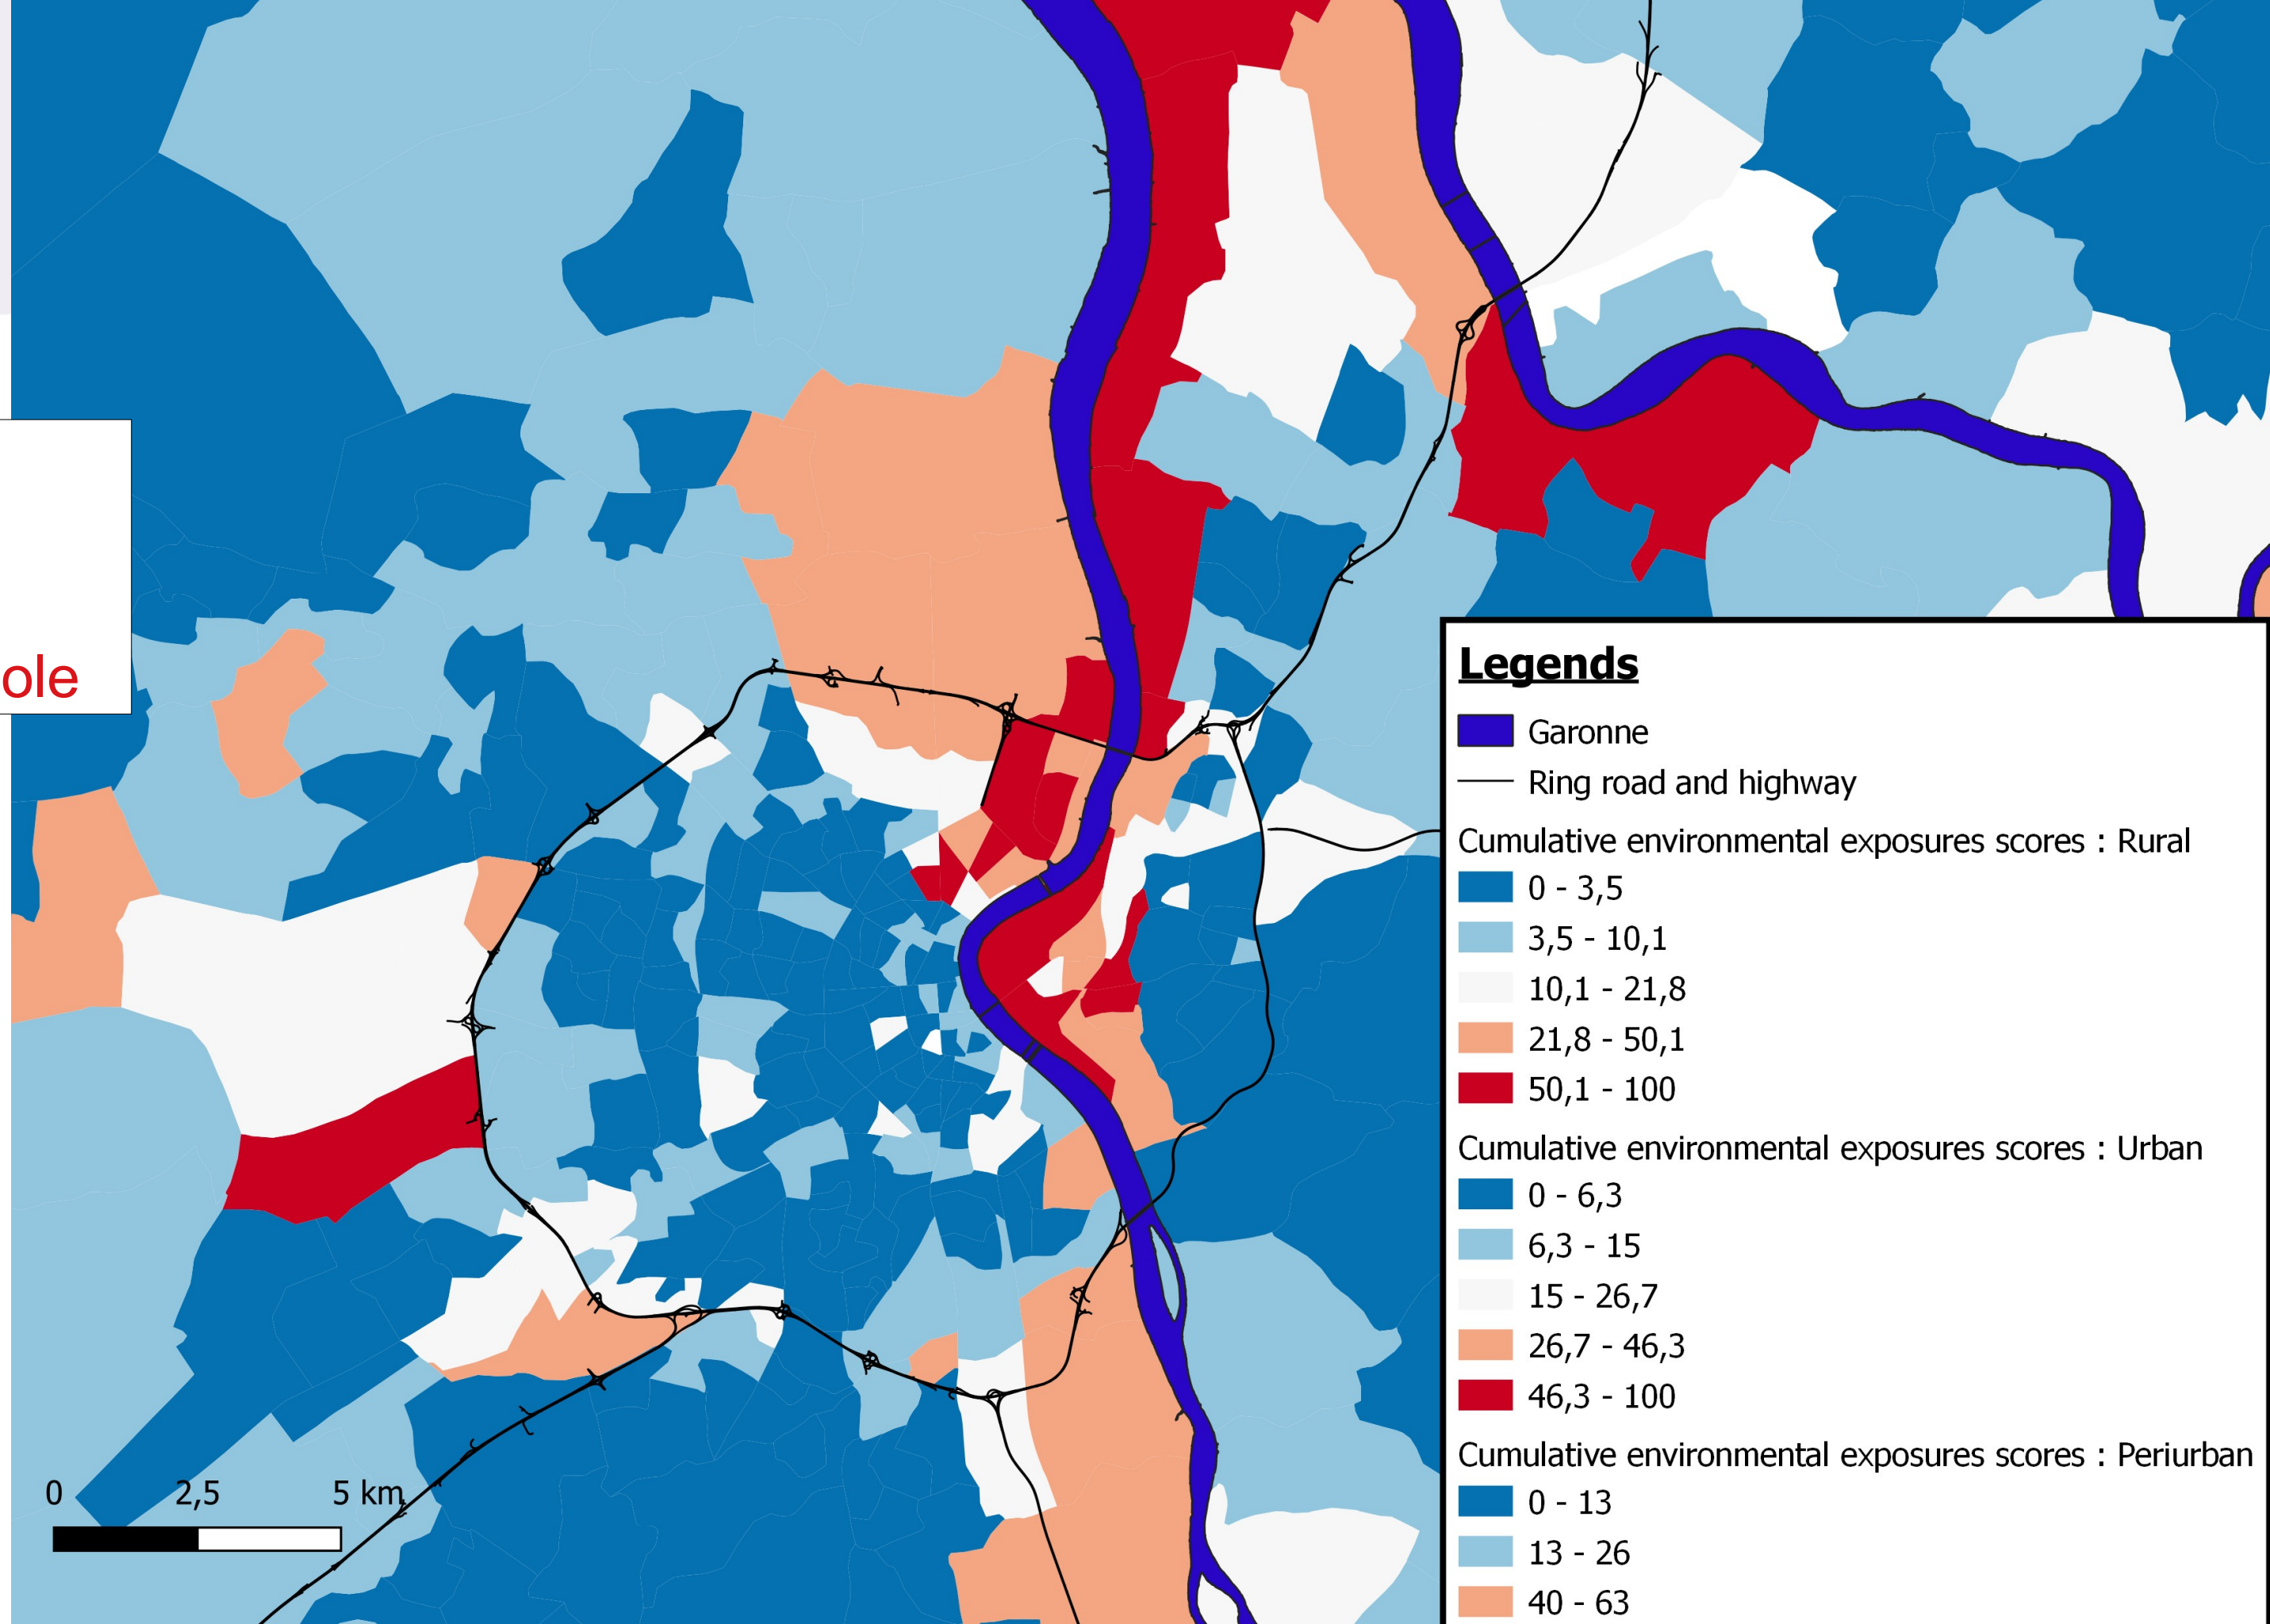 ole
Legends
Garonne
Ring road and highway
Cumulative environmental exposures scores : Rural
0 - 3,5
3,5 - 10,1
10,1 - 21,8
21,8 - 50,1
50,1 - 100
Cumulative environmental exposures scores : Urban
0 - 6,3
6,3 - 15
15 - 26,7
26,7 - 46,3
46,3 - 100
Cumulative environmental exposures scores : Periurban
0 - 13
13 - 26
40 - 63
0 2,5 5 km